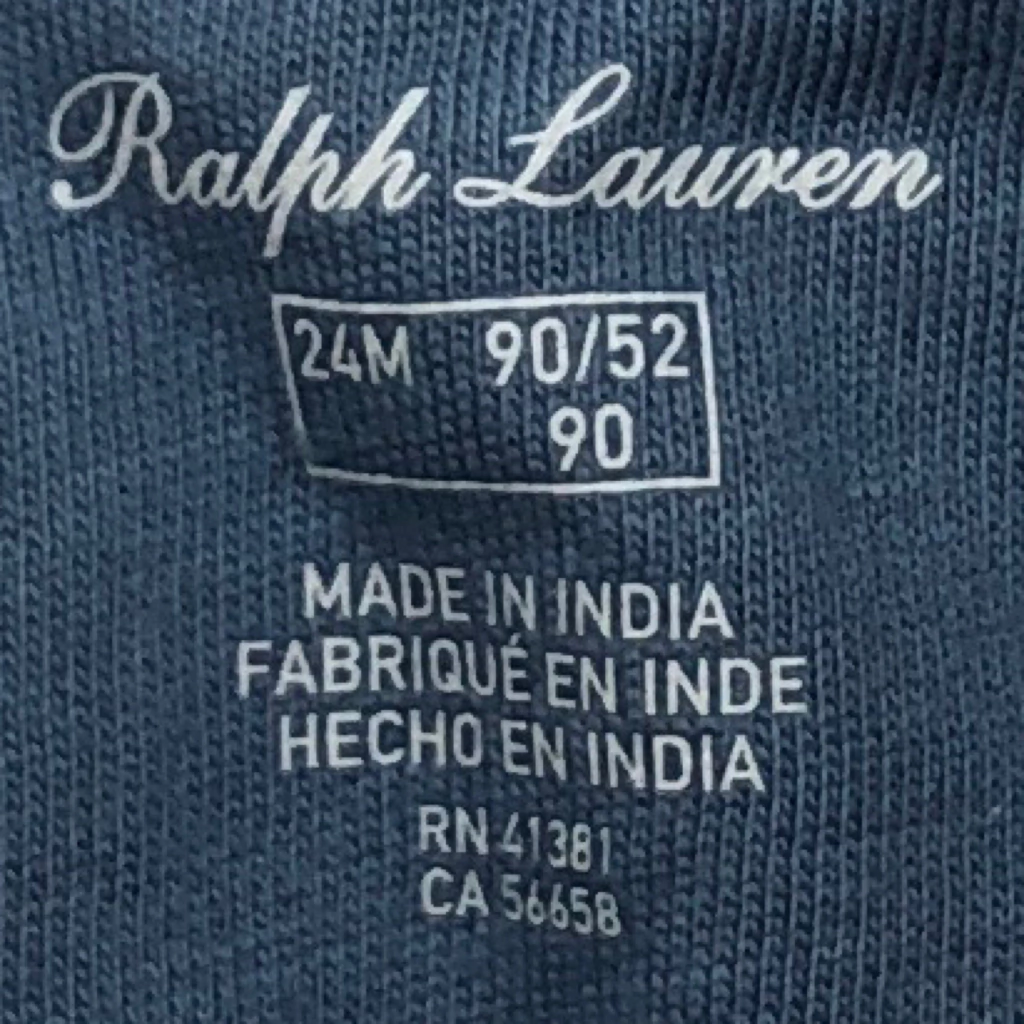 Ralph Lauren
24M 90/52
90
MADE IN INDIA
FABRIQUÉ EN INDE
HECHO EN INDIA
RN 41381
CA 56658